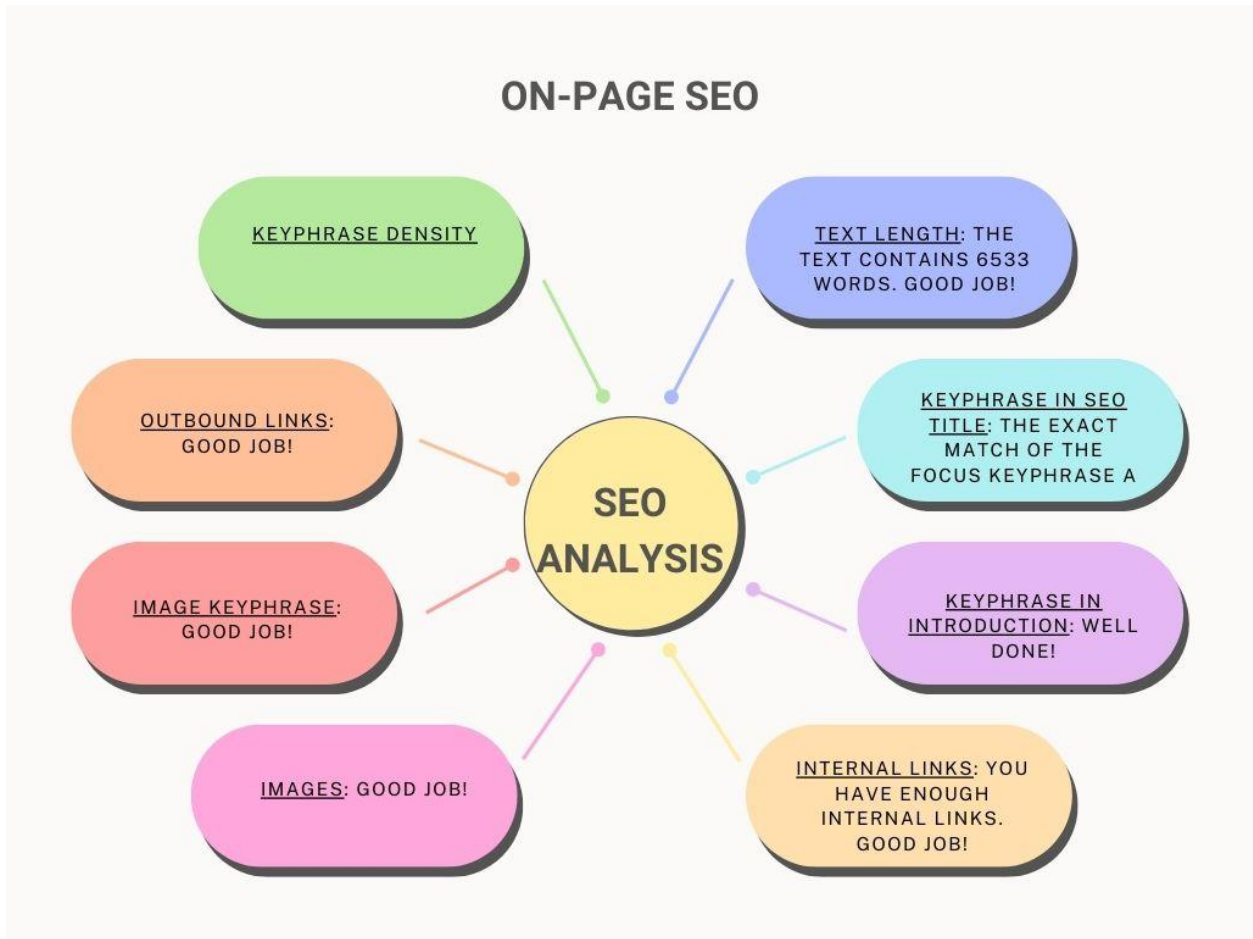 ON-PAGE SEO
KEYPHRASE DENSITY
TEXT LENGTH: THE
TEXT CONTAINS 6533
WORDS. GOOD JOB!
OUTBOUND LINKS:
GOOD JOB!
KEYPHRASE IN SEO
TITLE: THE EXACT
MATCH OF THE
FOCUS KEYPHRASE A
SEO
ANALYSIS
IMAGE KEYPHRASE:
GOOD JOB!
KEYPHRASE IN
INTRODUCTION: WELL
DONE!
IMAGES: GOOD JOB!
INTERNAL LINKS: YOU
HAVE ENOUGH
INTERNAL LINKS.
GOOD JOB!